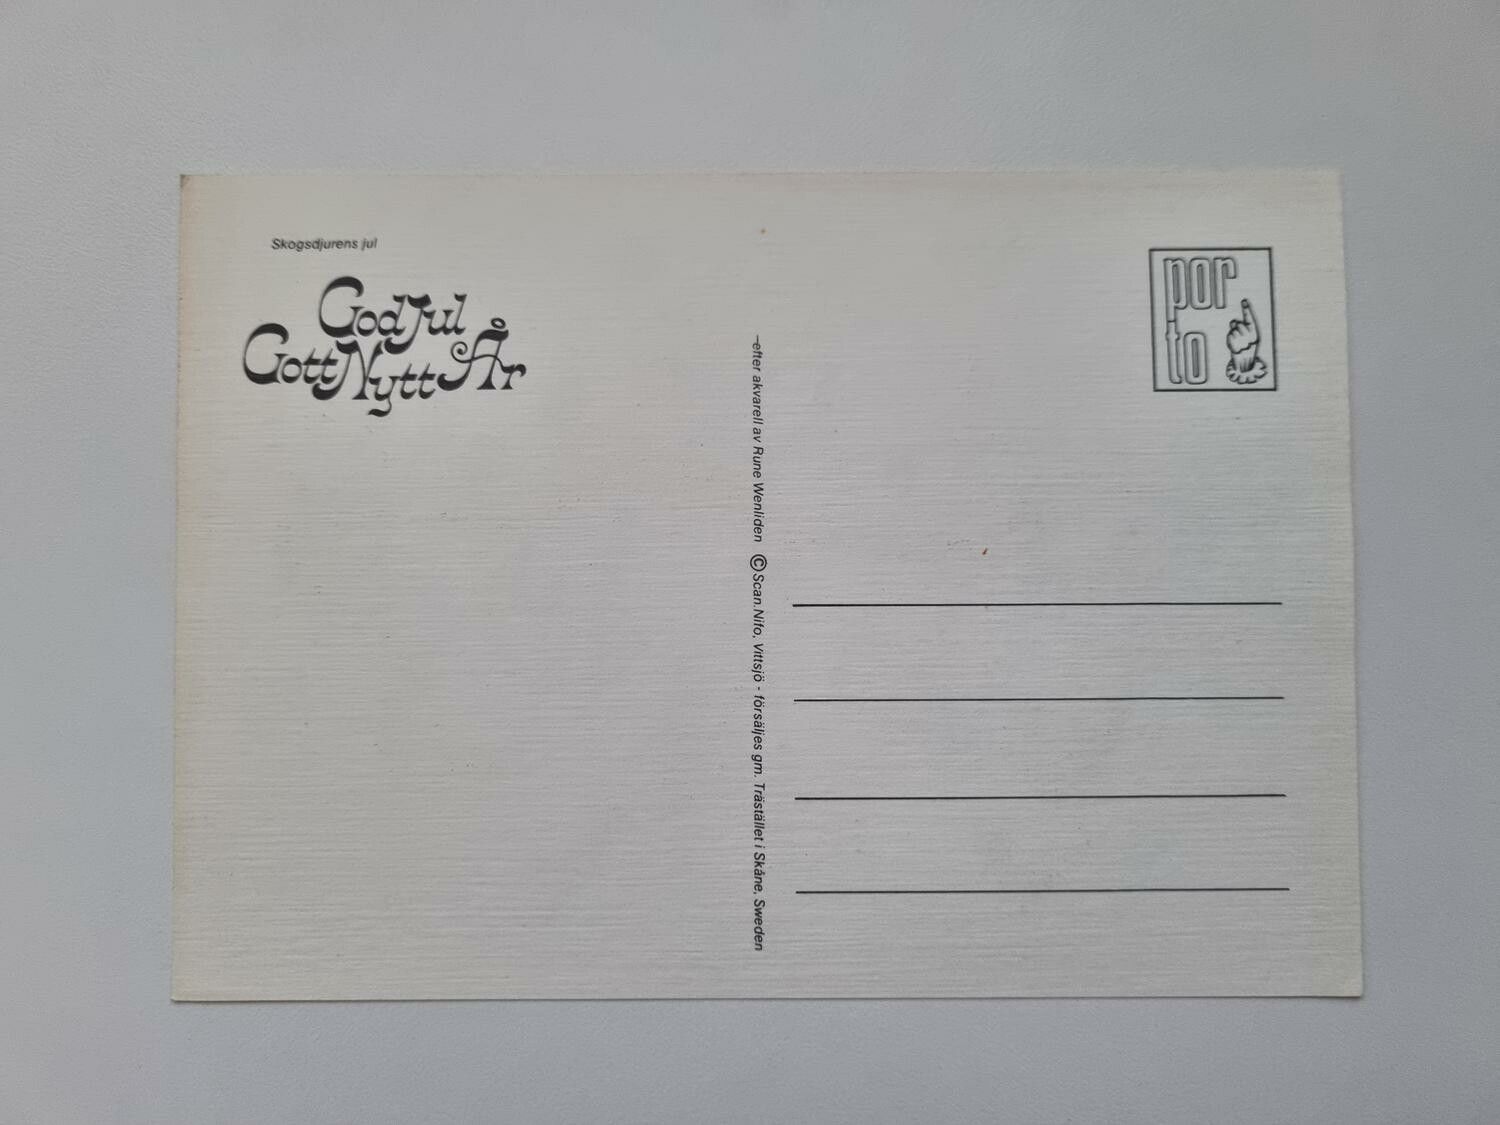 Skogsdjurens jul
God Jul
Gott Nytt År
—efter akvarell av Rune Wenliden © Scan.Nifo, Vittsjö - försäljes gm. Trästället i Skåne, Sweden
por
to